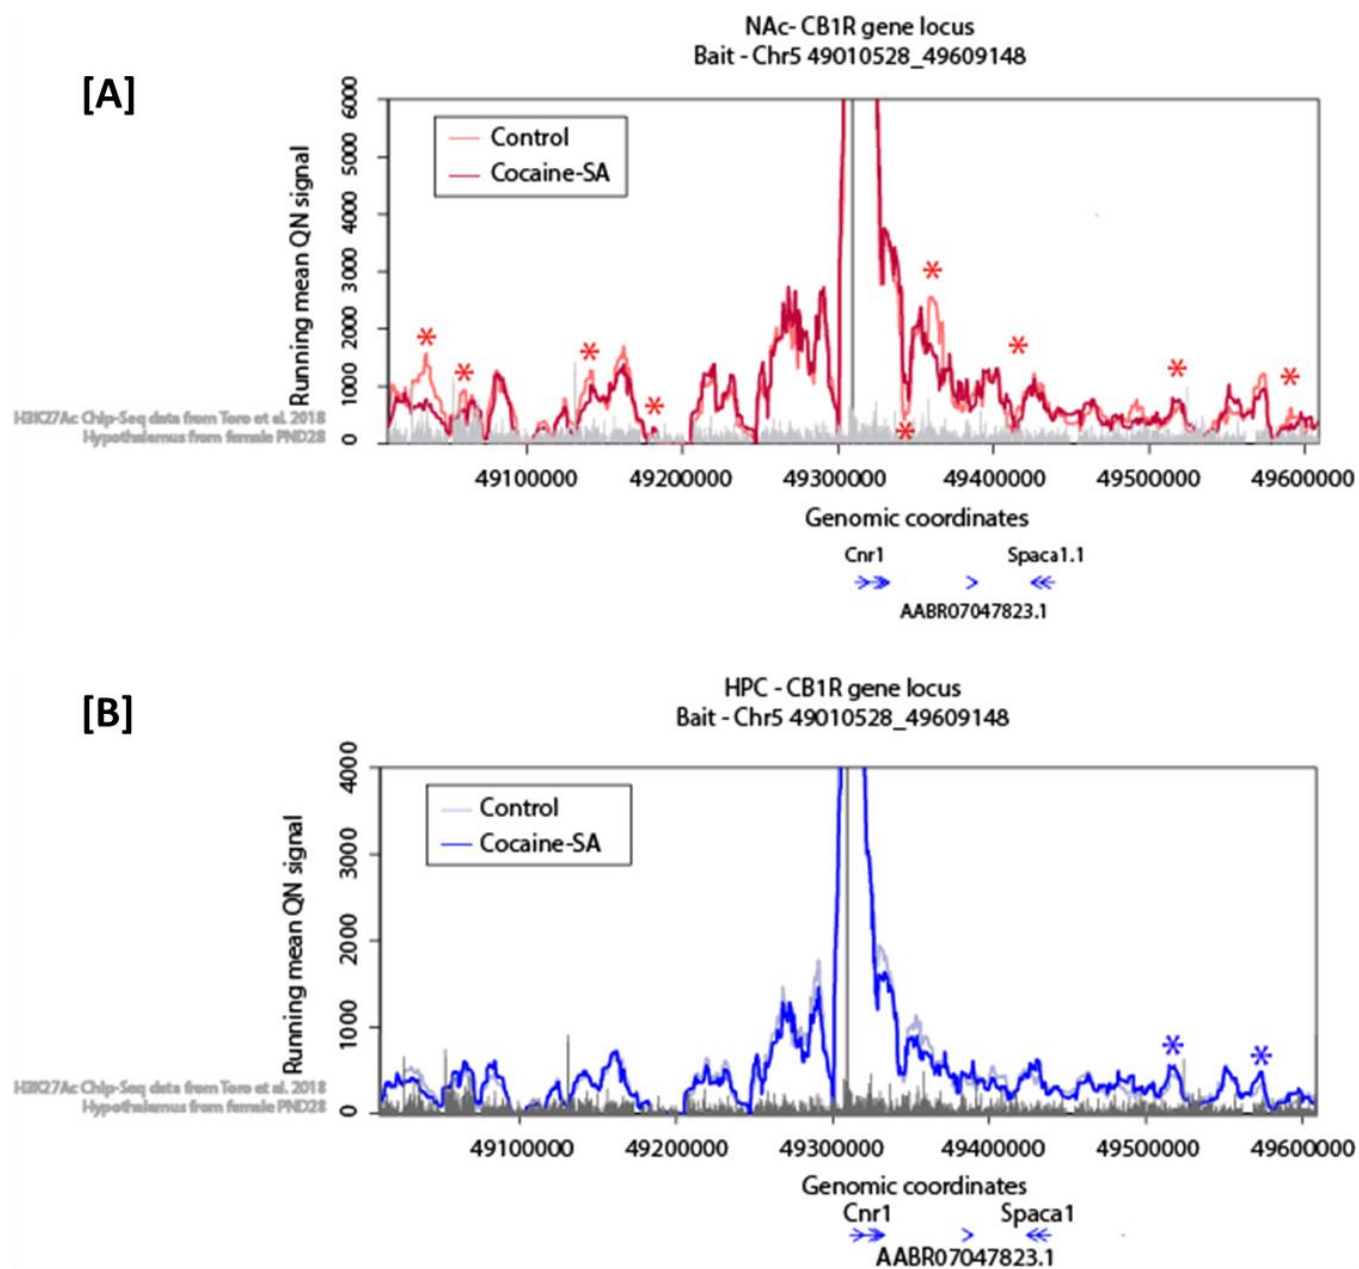 NAc- CB1R gene locus
Bait - Chr5 49010528_49609148
[A]
Running mean QN signal
6000
5000
4000
3000
2000
1000
0
Control
Cocaine-SA
*
*
*
*
*
*
*
*
*
H3K27Ac Chip-Seq data from Toro et al. 2018
Hypothalamus from female PND28
49100000 49200000 49300000 49400000 49500000 49600000
Genomic coordinates
Cnr1 Spaca1.1
AABR07047823.1
HPC - CB1R gene locus
[B]
Bait - Chr5 49010528_49609148
Running mean QN signal
4000
3000
2000
1000
0
Control
Cocaine-SA
*
*
H3K27Ac Chip-Seq data from Toro et al. 2018
Hypothalamus from female PND28
49100000 49200000 49300000 49400000 49500000 49600000
Genomic coordinates
Cnr1 Spaca1
AABR07047823.1